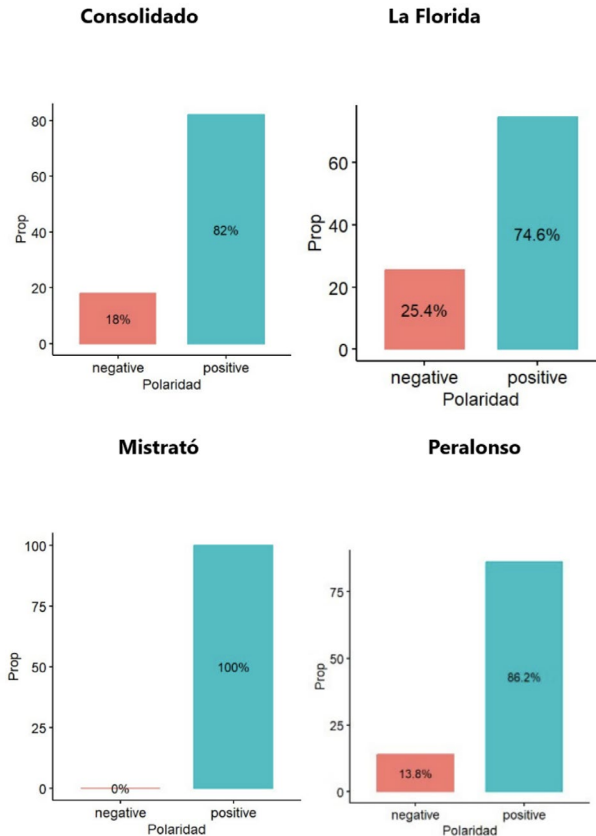 Consolidado
80
60
40
20
0
Prop
82%
18%
negative positive
Polaridad
La Florida
60
40
20
0
Prop
74.6%
25.4%
negative positive
Polaridad
Mistrató
100
75
50
25
0
Prop
100%
0%
negative positive
Polaridad
Peralonso
75
50
25
0
Prop
86.2%
13.8%
negative positive
Polaridad